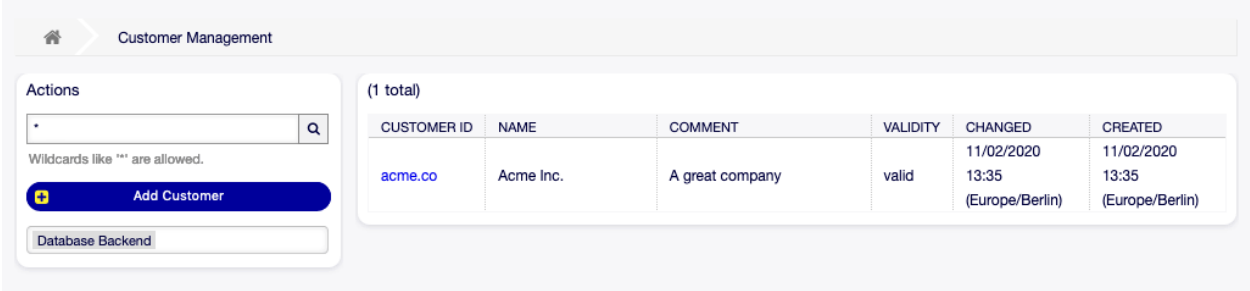 Customer Management
Actions
*
Wildcards like '*' are allowed.
Add Customer
Database Backend
(1 total)
CUSTOMER ID NAME COMMENT VALIDITY CHANGED CREATED
acme.co Acme Inc. A great company valid 11/02/2020 13:35 (Europe/Berlin) 11/02/2020 13:35 (Europe/Berlin)